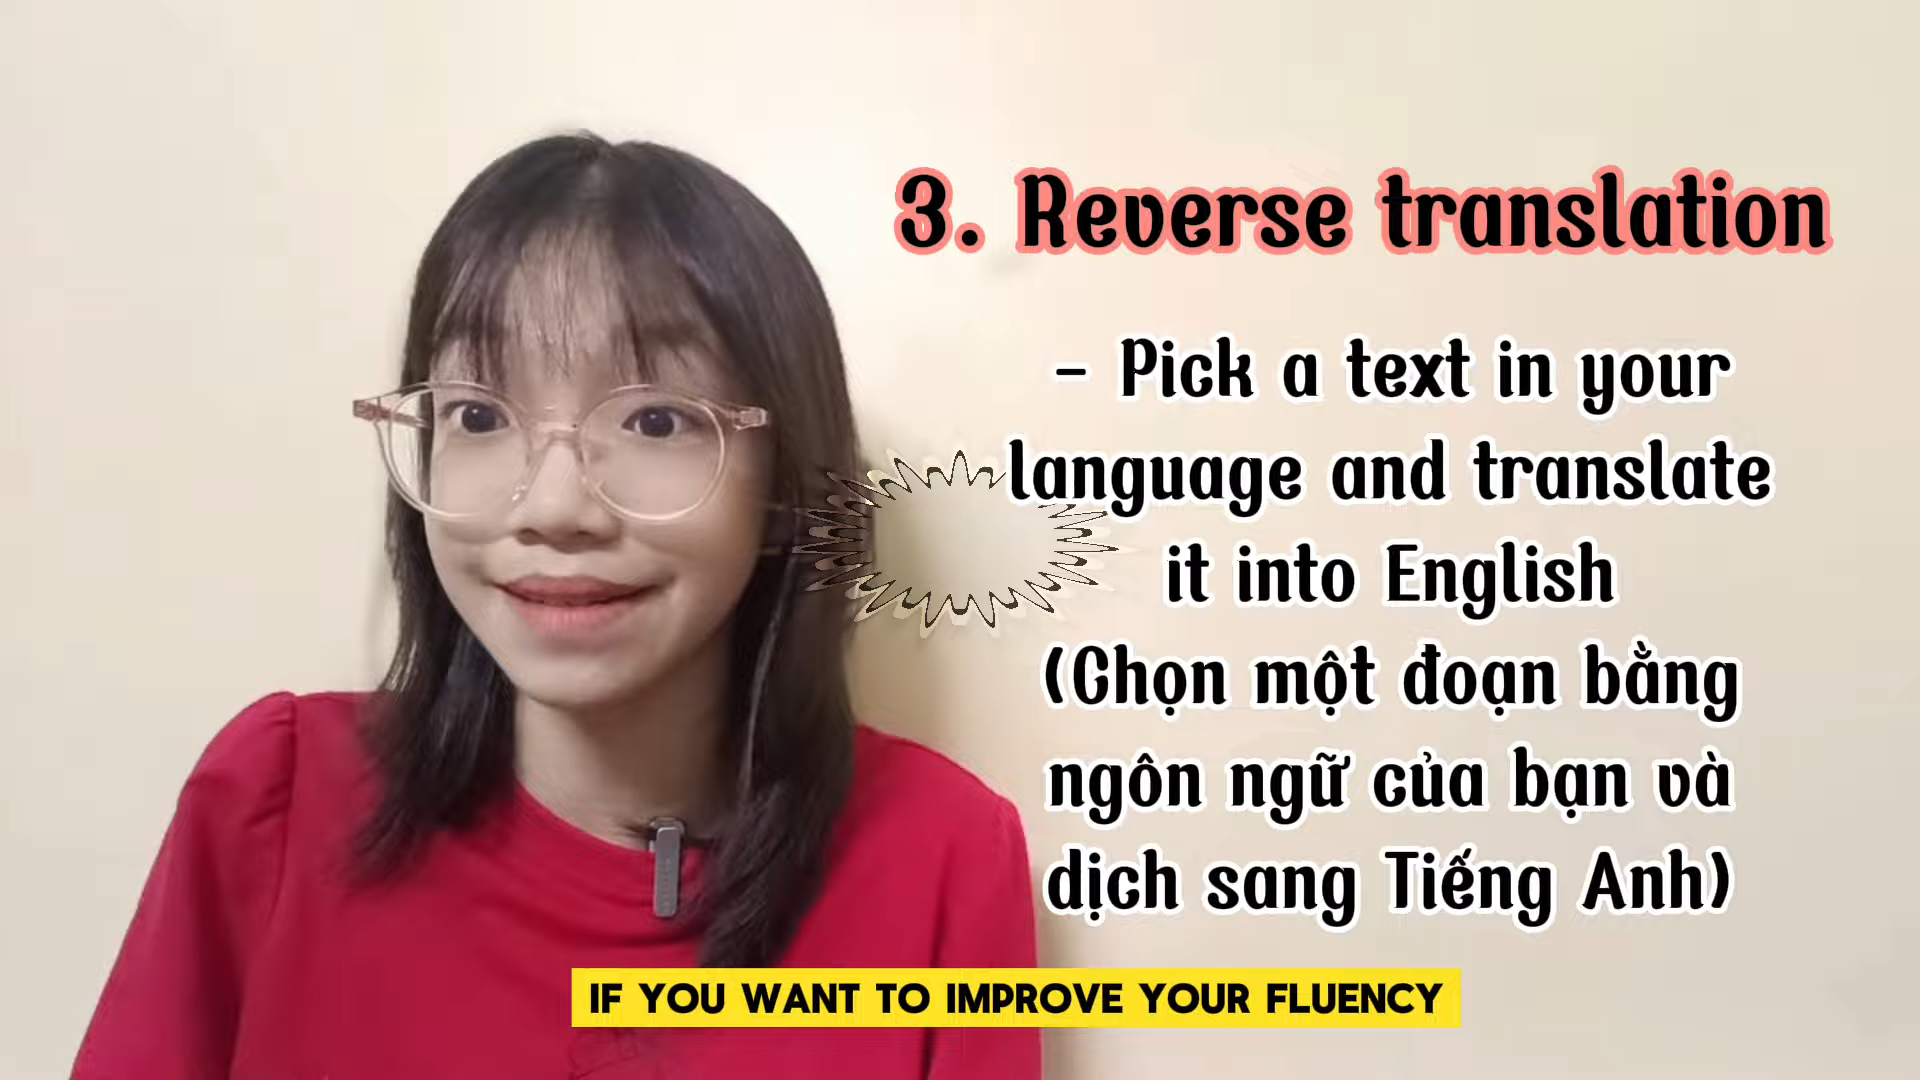 3. Reverse translation
- Pick a text in your
language and translate
it into English
(Chọn một đoạn bằng
ngôn ngữ của bạn và
dịch sang Tiếng Anh)
IF YOU WANT TO IMPROVE YOUR FLUENCY